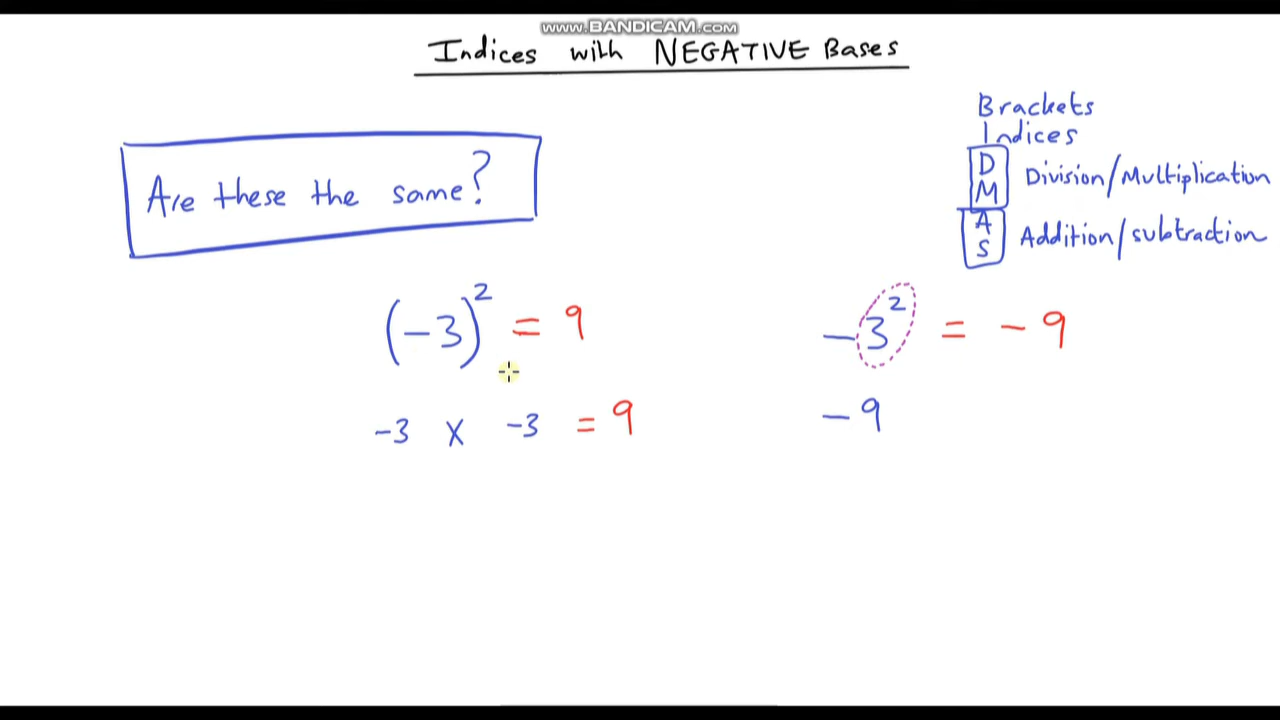 www.BANDICAM.com
Indices with NEGATIVE Bases
Brackets
Indices
D
M
Division/Multiplication
A
S
Addition/subtraction
Are these the same?
(-3)² = 9
-3² = -9
-3 x -3 = 9
-9